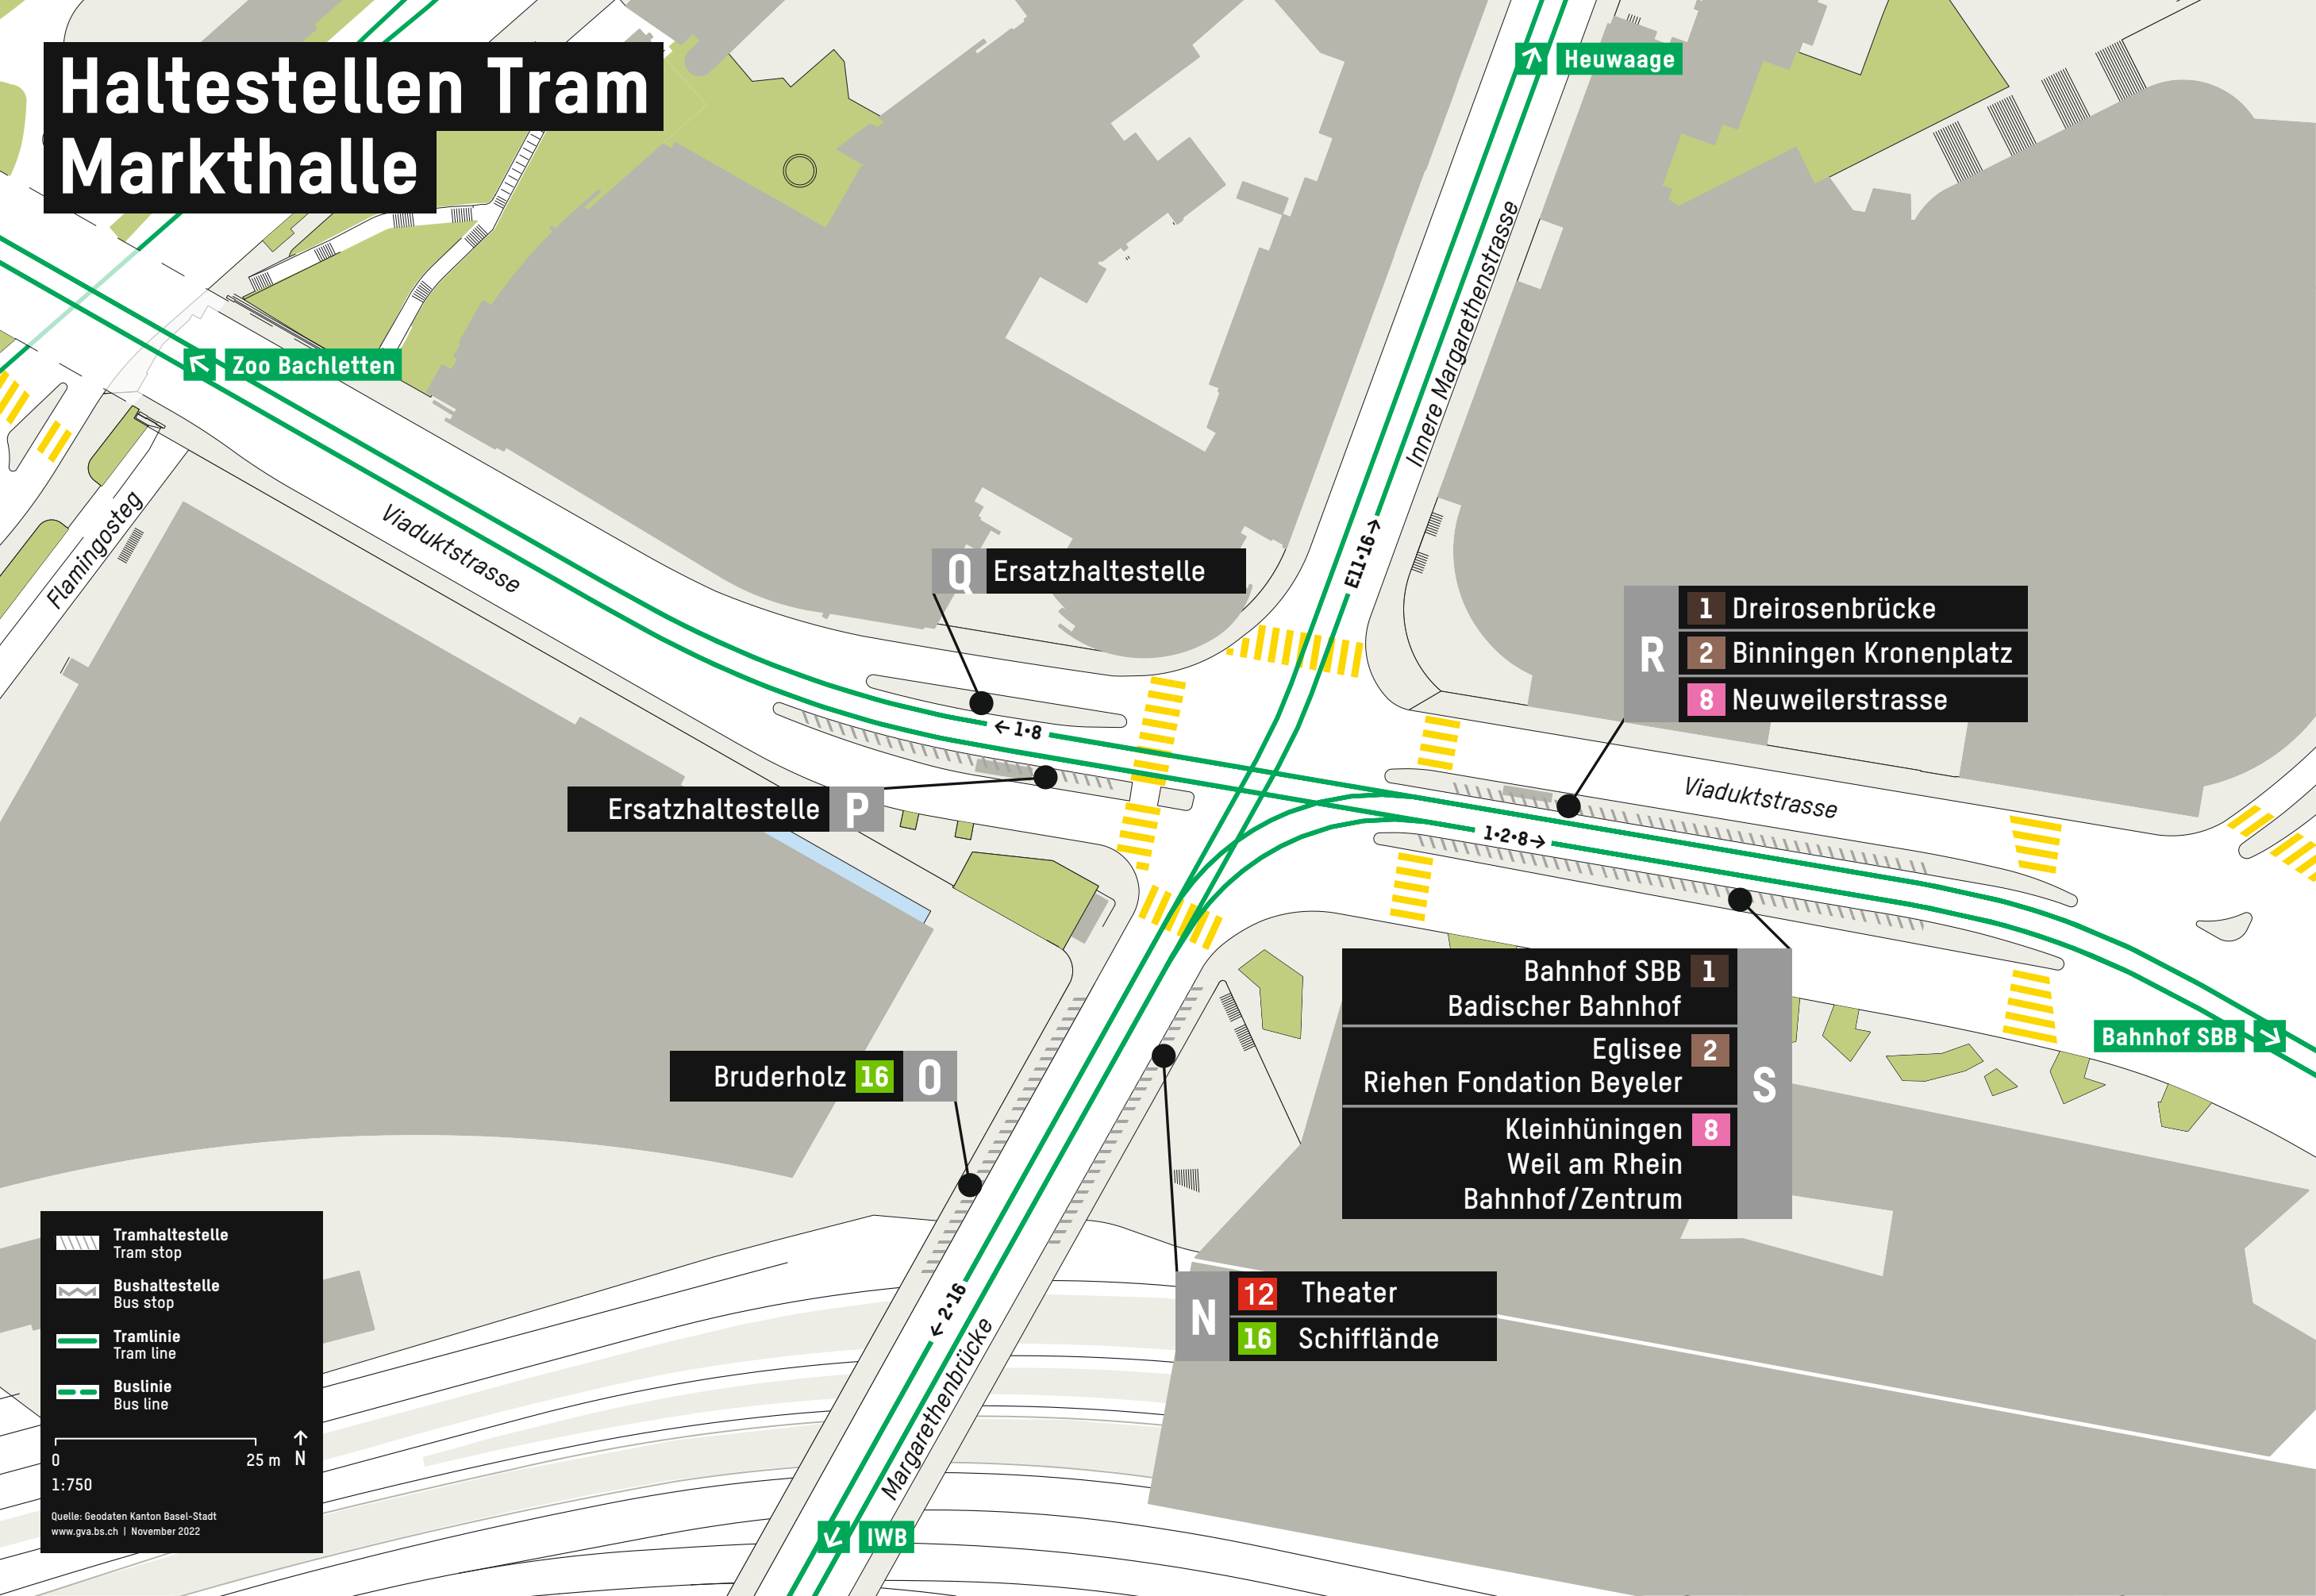 Haltestellen Tram
Markthalle
Heuwaage
Zoo Bachletten
Innere Margarethenstrasse
Flamingosteg
Viaduktstrasse
E11•16→
Q Ersatzhaltestelle
R
1 Dreirosenbrücke
2 Binningen Kronenplatz
8 Neuweilerstrasse
←1•8
Ersatzhaltestelle P
Viaduktstrasse
1•2•8→
Bahnhof SBB 1
Badischer Bahnhof
Eglisee 2
Riehen Fondation Beyeler
S
Kleinhüningen 8
Weil am Rhein
Bahnhof/Zentrum
Bahnhof SBB
Bruderholz 16 O
N
12 Theater
16 Schifflände
←2•16
Margarethenbrücke
IWB
Tramhaltestelle
Tram stop
Bushaltestelle
Bus stop
Tramlinie
Tram line
Buslinie
Bus line
0 25 m N
1:750
Quelle: Geodaten Kanton Basel-Stadt
www.gva.bs.ch | November 2022